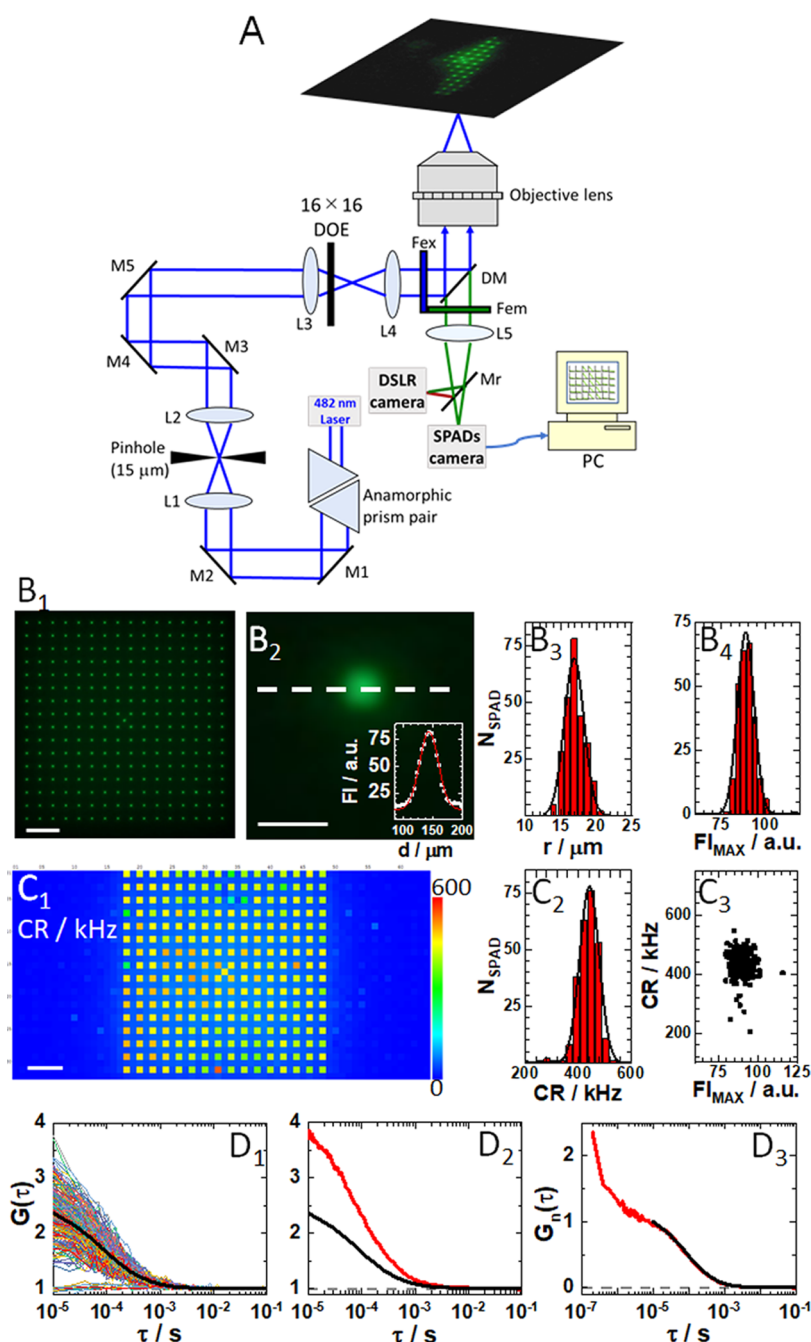 A
Objective lens
16 × 16
DOE
Fex
M5
DM
Fem
L3
L4
L5
M4
M3
Mr
DSLR
camera
482 nm
Laser
L2
SPADs
camera
Pinhole
(15 μm)
PC
L1
Anamorphic
prism pair
M2
M1
B1
B2
FI / a.u.
75
50
25
100 150 200
d / μm
B3
NSPAD
75
50
25
0
10 15 20 25
r / μm
B4
75
50
25
0
75 100
FIMAX / a.u.
C1
CR / kHz
600
0
C2
NSPAD
75
50
25
200 400 600
CR / kHz
C3
CR / kHz
600
400
200
75 100 125
FIMAX / a.u.
D1
G(τ)
4
3
2
1
10-5 10-4 10-3 10-2 10-1
τ / s
D2
4
3
2
1
10-5 10-4 10-3 10-2 10-1
τ / s
D3
Gn(τ)
2
1
0
10-7 10-5 10-3 10-1
τ / s